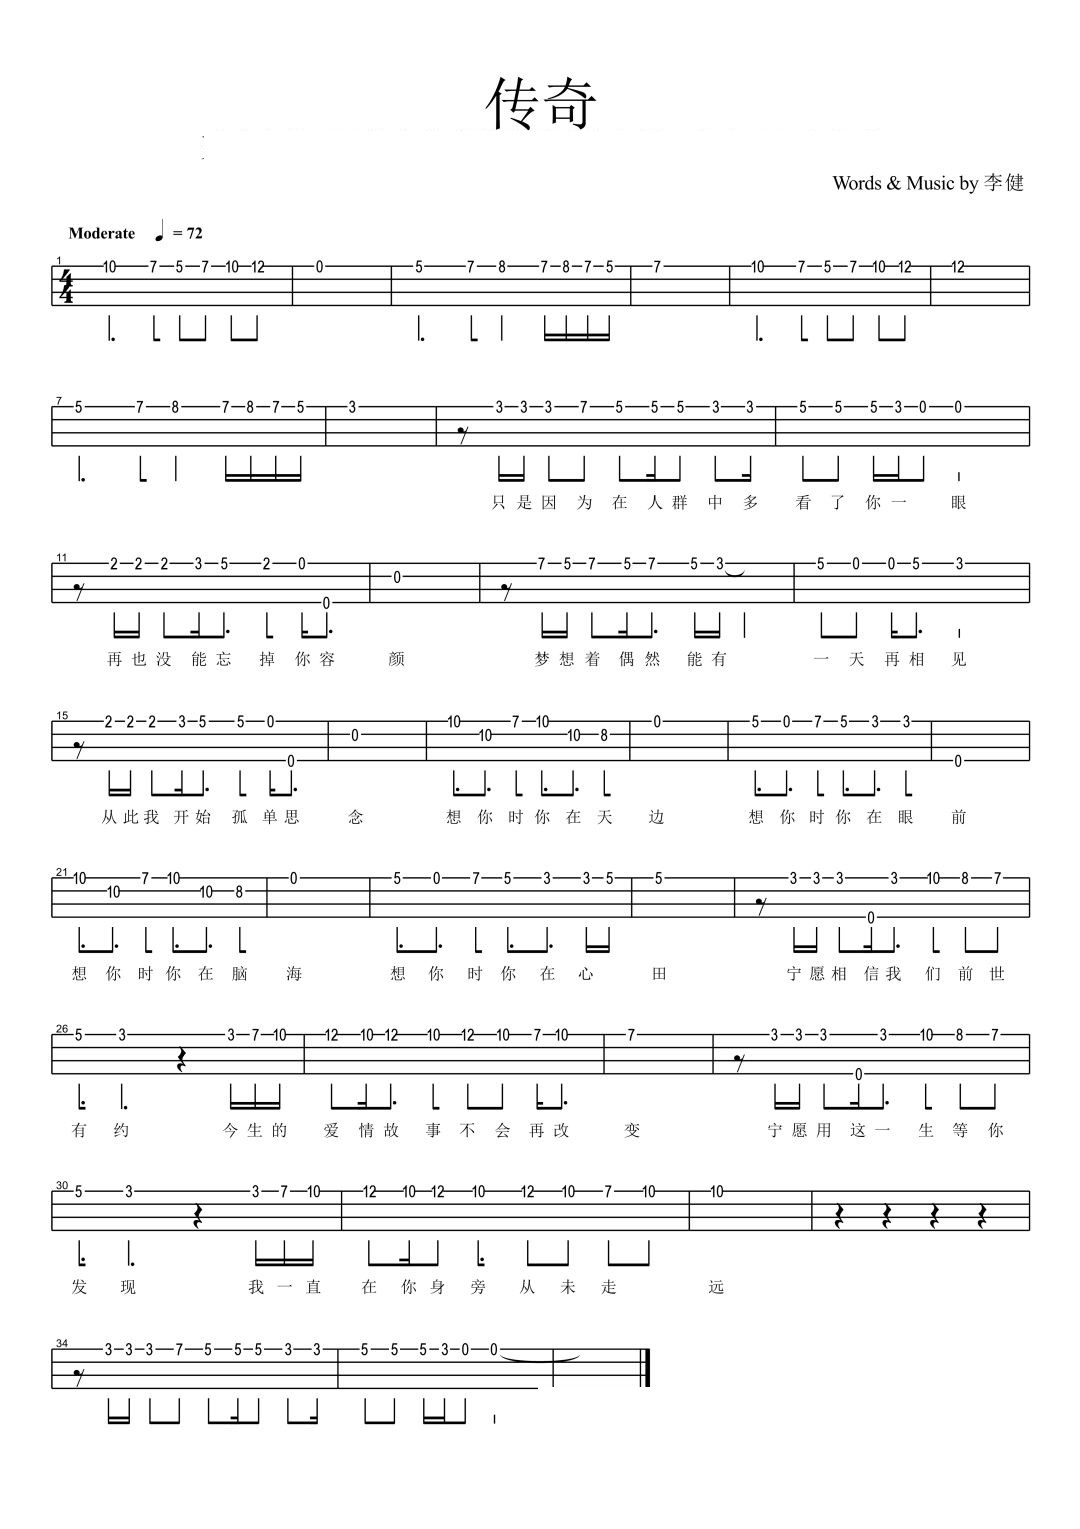 传奇
Words & Music by 李健
Moderate = 72
1
10 7 5 7 10 12 0 5 7 8 7 8 7 5 7 10 7 5 7 10 12 12
4
4
7
5 7 8 7 8 7 5 3 3 3 3 7 5 5 5 3 3 5 5 5 3 0 0
只是因为在人群中多看了你一眼
11
2 2 2 3 5 2 0 0 0 7 5 7 5 7 5 3 5 0 0 5 3
再也没能忘掉你容颜 梦想着偶然能有 一天再相见
15
2 2 2 3 5 5 0 0 0 10 10 7 10 10 8 0 5 0 7 5 3 3 0
从此我开始孤单思念 想你时你在天边 想你时你在眼前
21
10 10 7 10 10 8 0 5 0 7 5 3 3 5 5 3 3 3 0 3 10 8 7
想你时你在脑海 想你时你在心田 宁愿相信我们前世
26
5 3 3 7 10 12 10 12 10 12 10 7 10 7 3 3 3 0 3 10 8 7
有约 今生的爱情故事不会再改变 宁愿用这一生等你
30
5 3 3 7 10 12 10 12 10 12 10 7 10 10
发现 我一直在你身旁从未走远
34
3 3 3 7 5 5 5 3 3 5 5 5 3 0 0